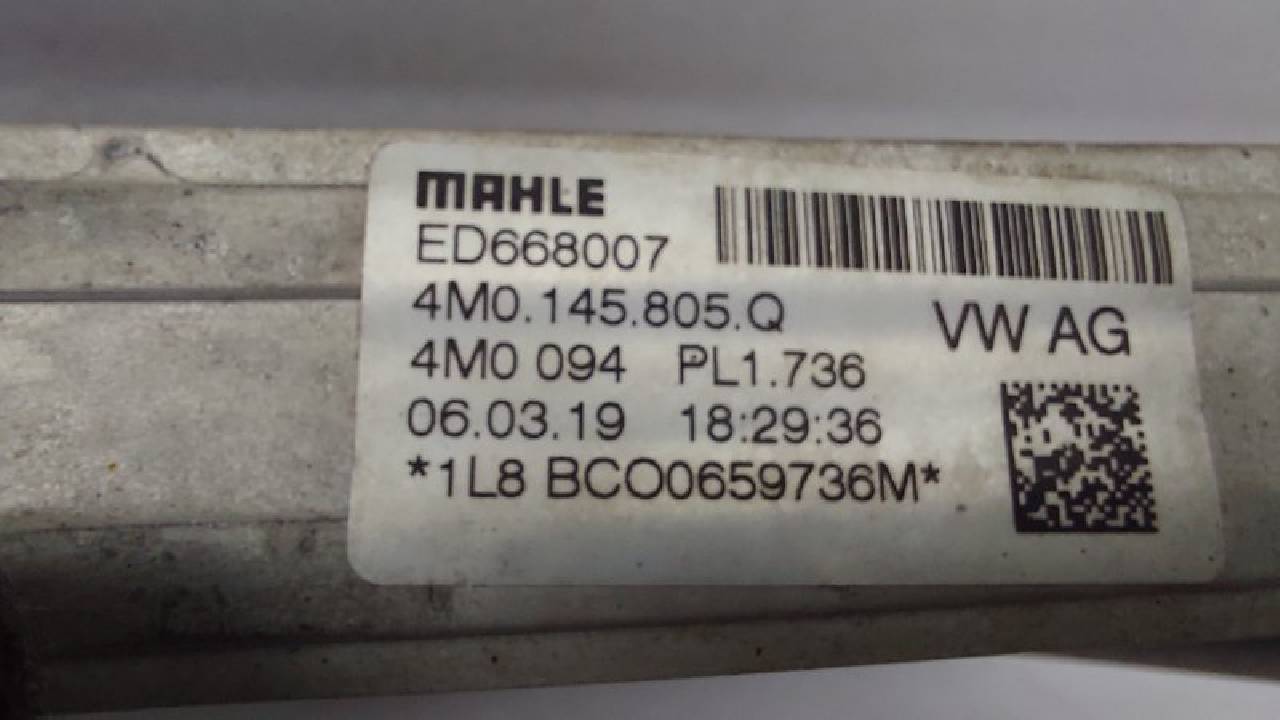 MAHLE
ED668007
4M0.145.805.Q
VW AG
4M0 094 PL1.736
06.03.19 18:29:36
*1L8 BCO0659736M*